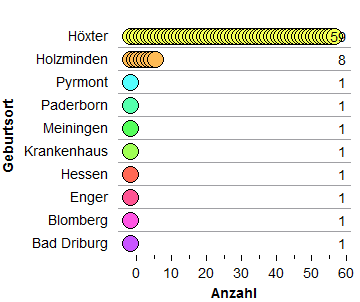 Geburtsort
Höxter 59
Holzminden 8
Pyrmont 1
Paderborn 1
Meiningen 1
Krankenhaus 1
Hessen 1
Enger 1
Blomberg 1
Bad Driburg 1
0 10 20 30 40 50 60
Anzahl